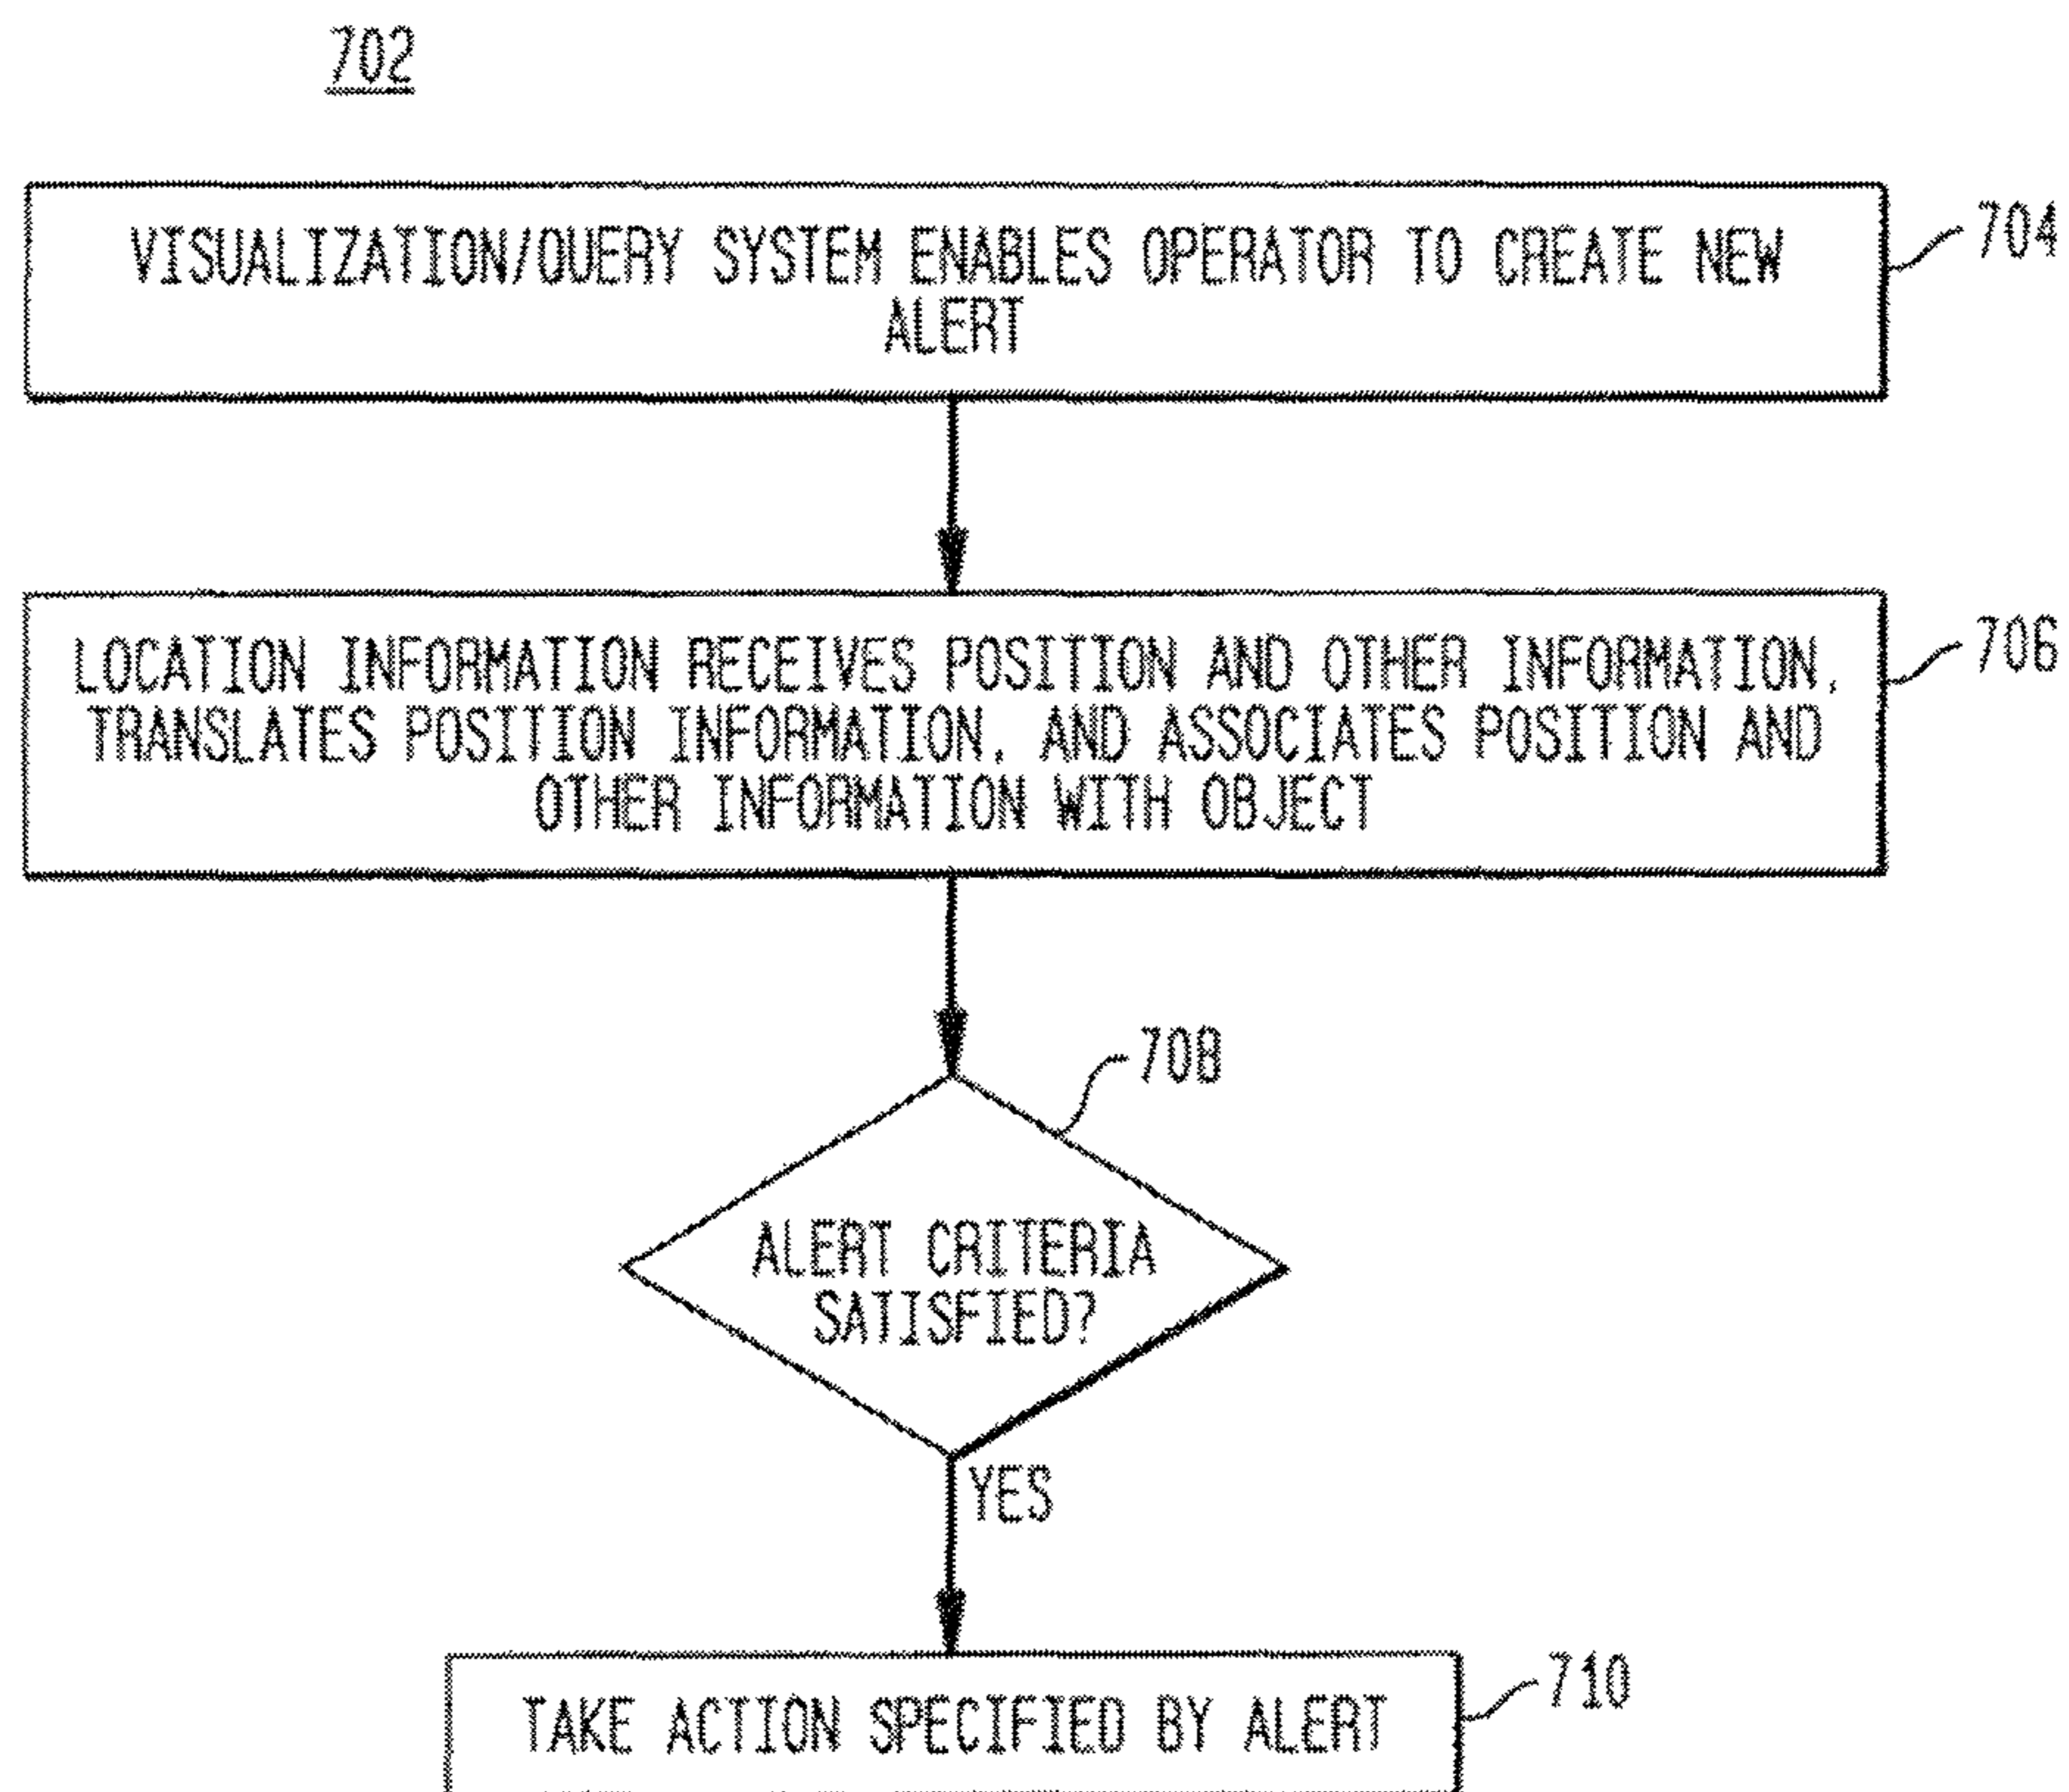 702
VISUALIZATION/QUERY SYSTEM ENABLES OPERATOR TO CREATE NEW
ALERT
704
LOCATION INFORMATION RECEIVES POSITION AND OTHER INFORMATION,
TRANSLATES POSITION INFORMATION, AND ASSOCIATES POSITION AND
OTHER INFORMATION WITH OBJECT
706
708
ALERT CRITERIA
SATISFIED?
YES
TAKE ACTION SPECIFIED BY ALERT
710